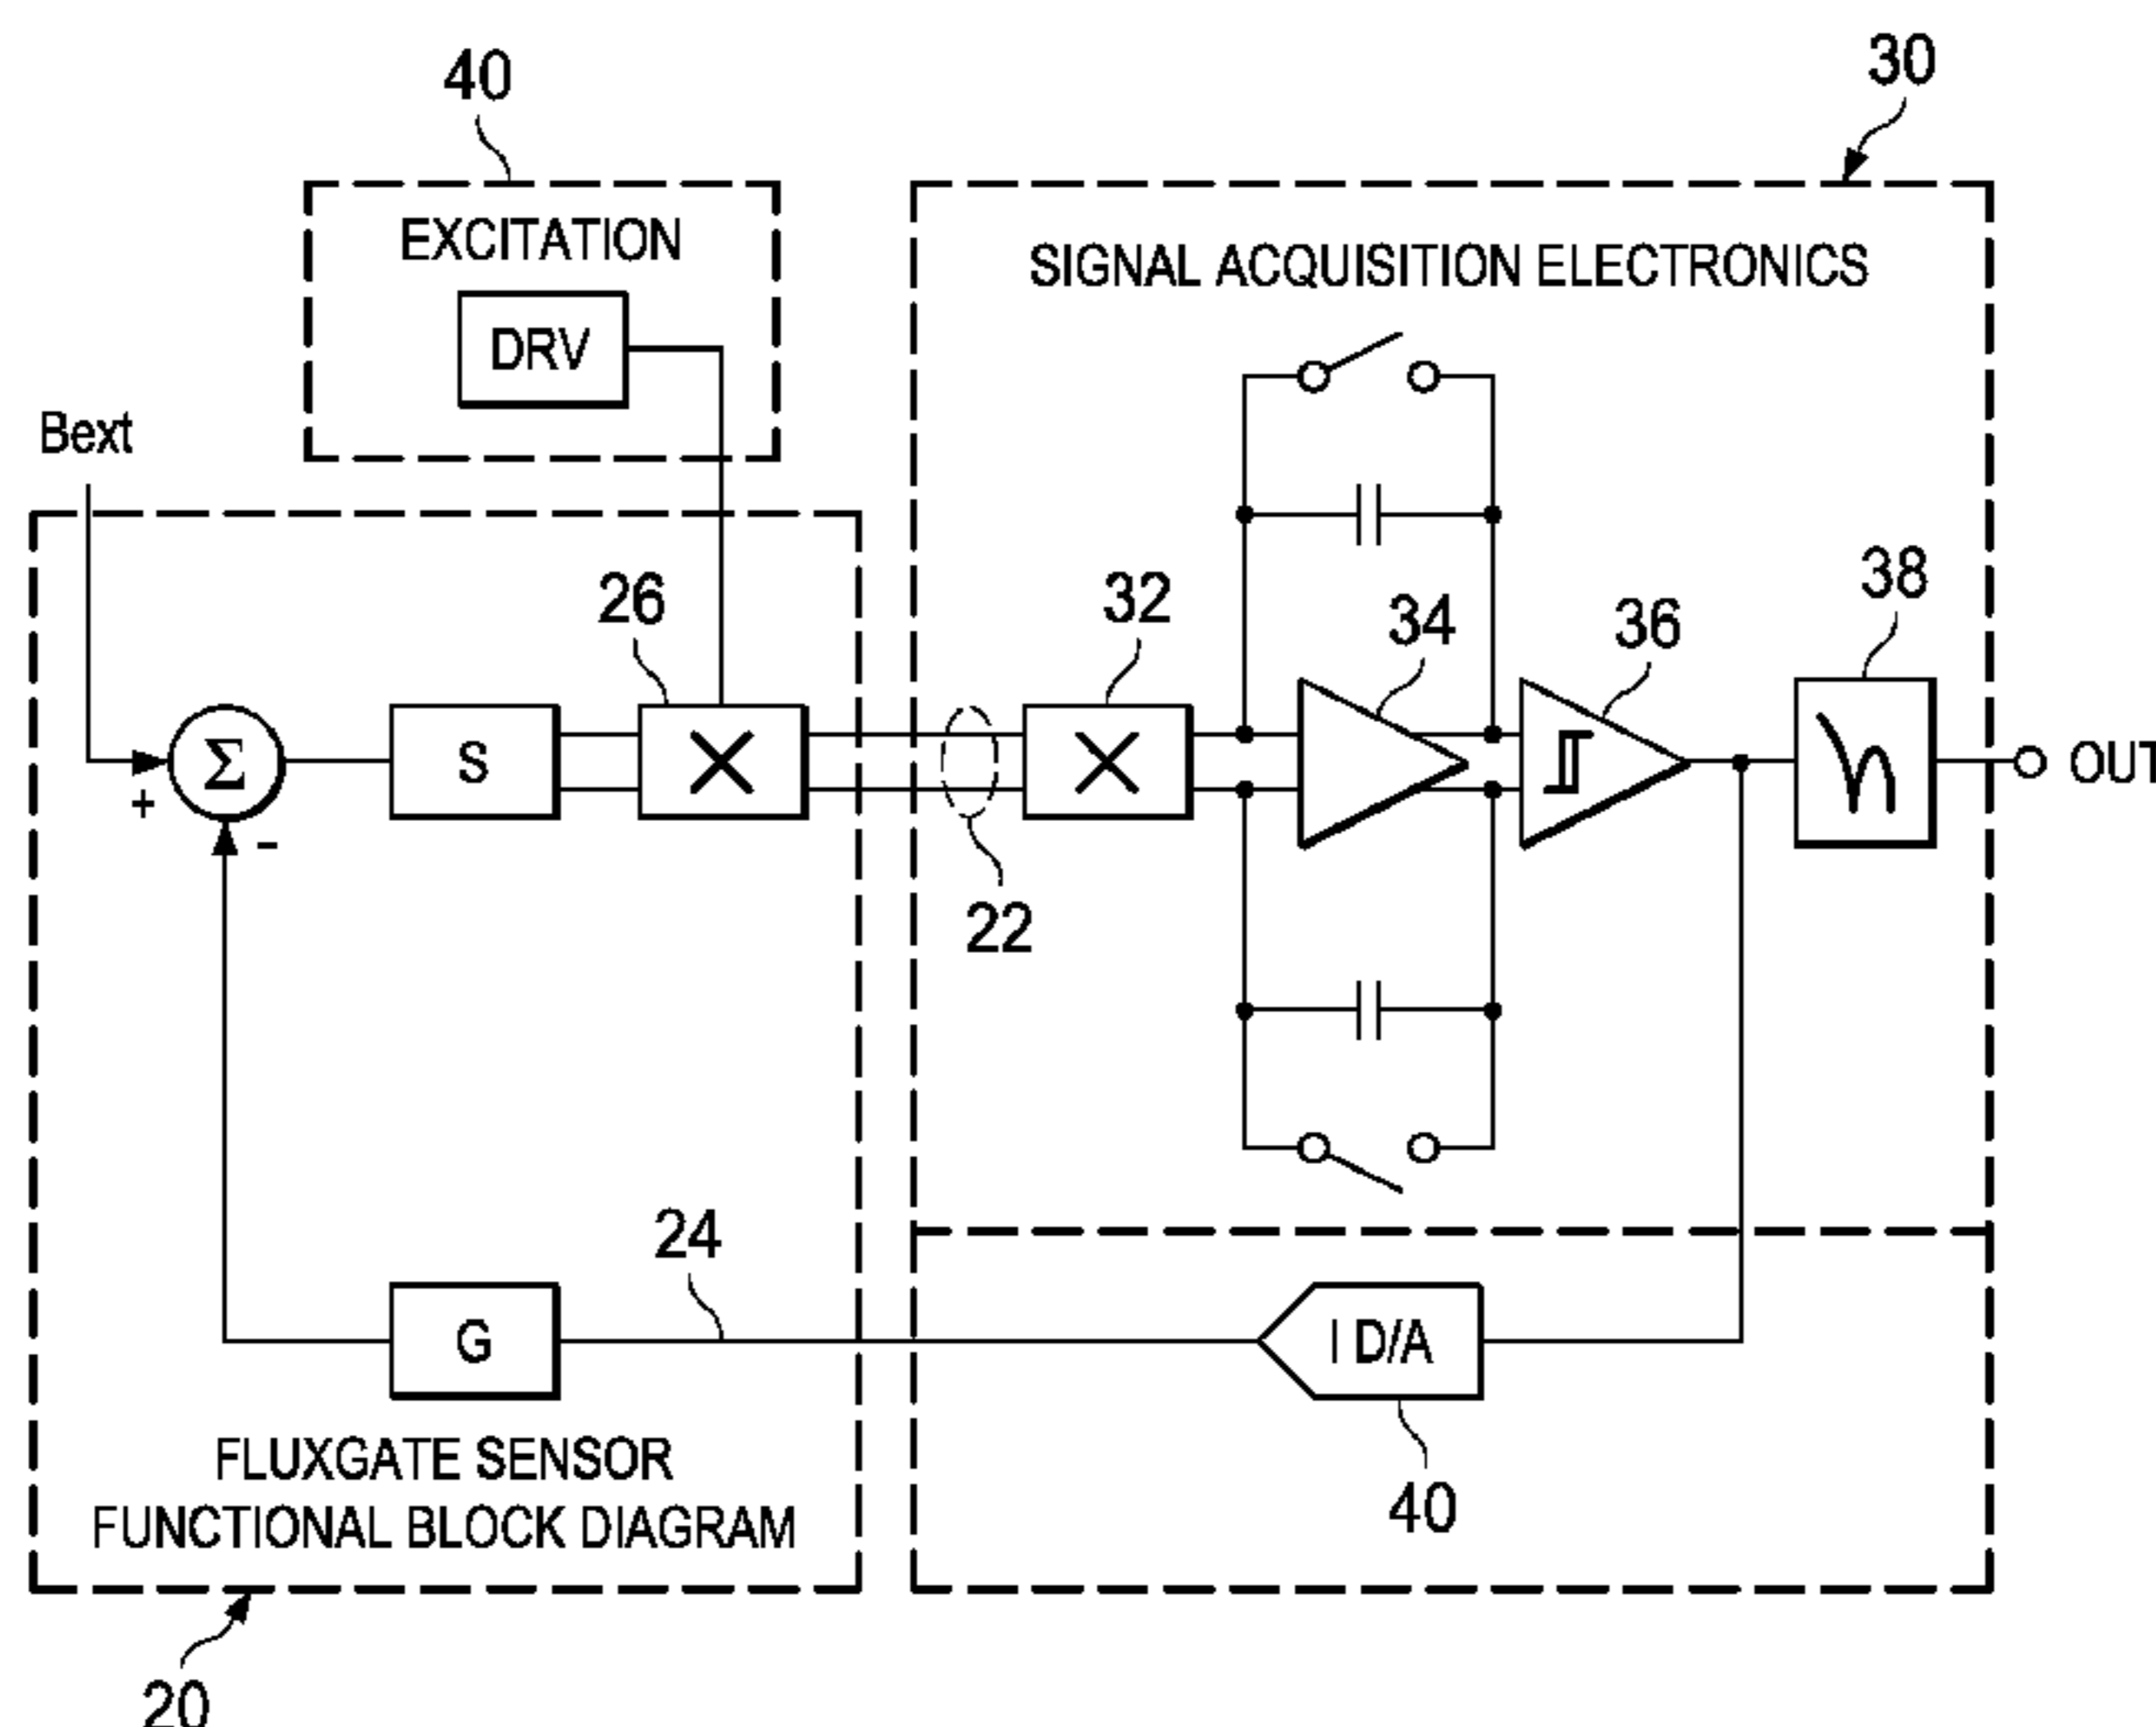 40
30
EXCITATION
SIGNAL ACQUISITION ELECTRONICS
DRV
Bext
26
32
34
36
38
Σ
S
+
-
OUT
22
24
G
I D/A
40
FLUXGATE SENSOR
FUNCTIONAL BLOCK DIAGRAM
20